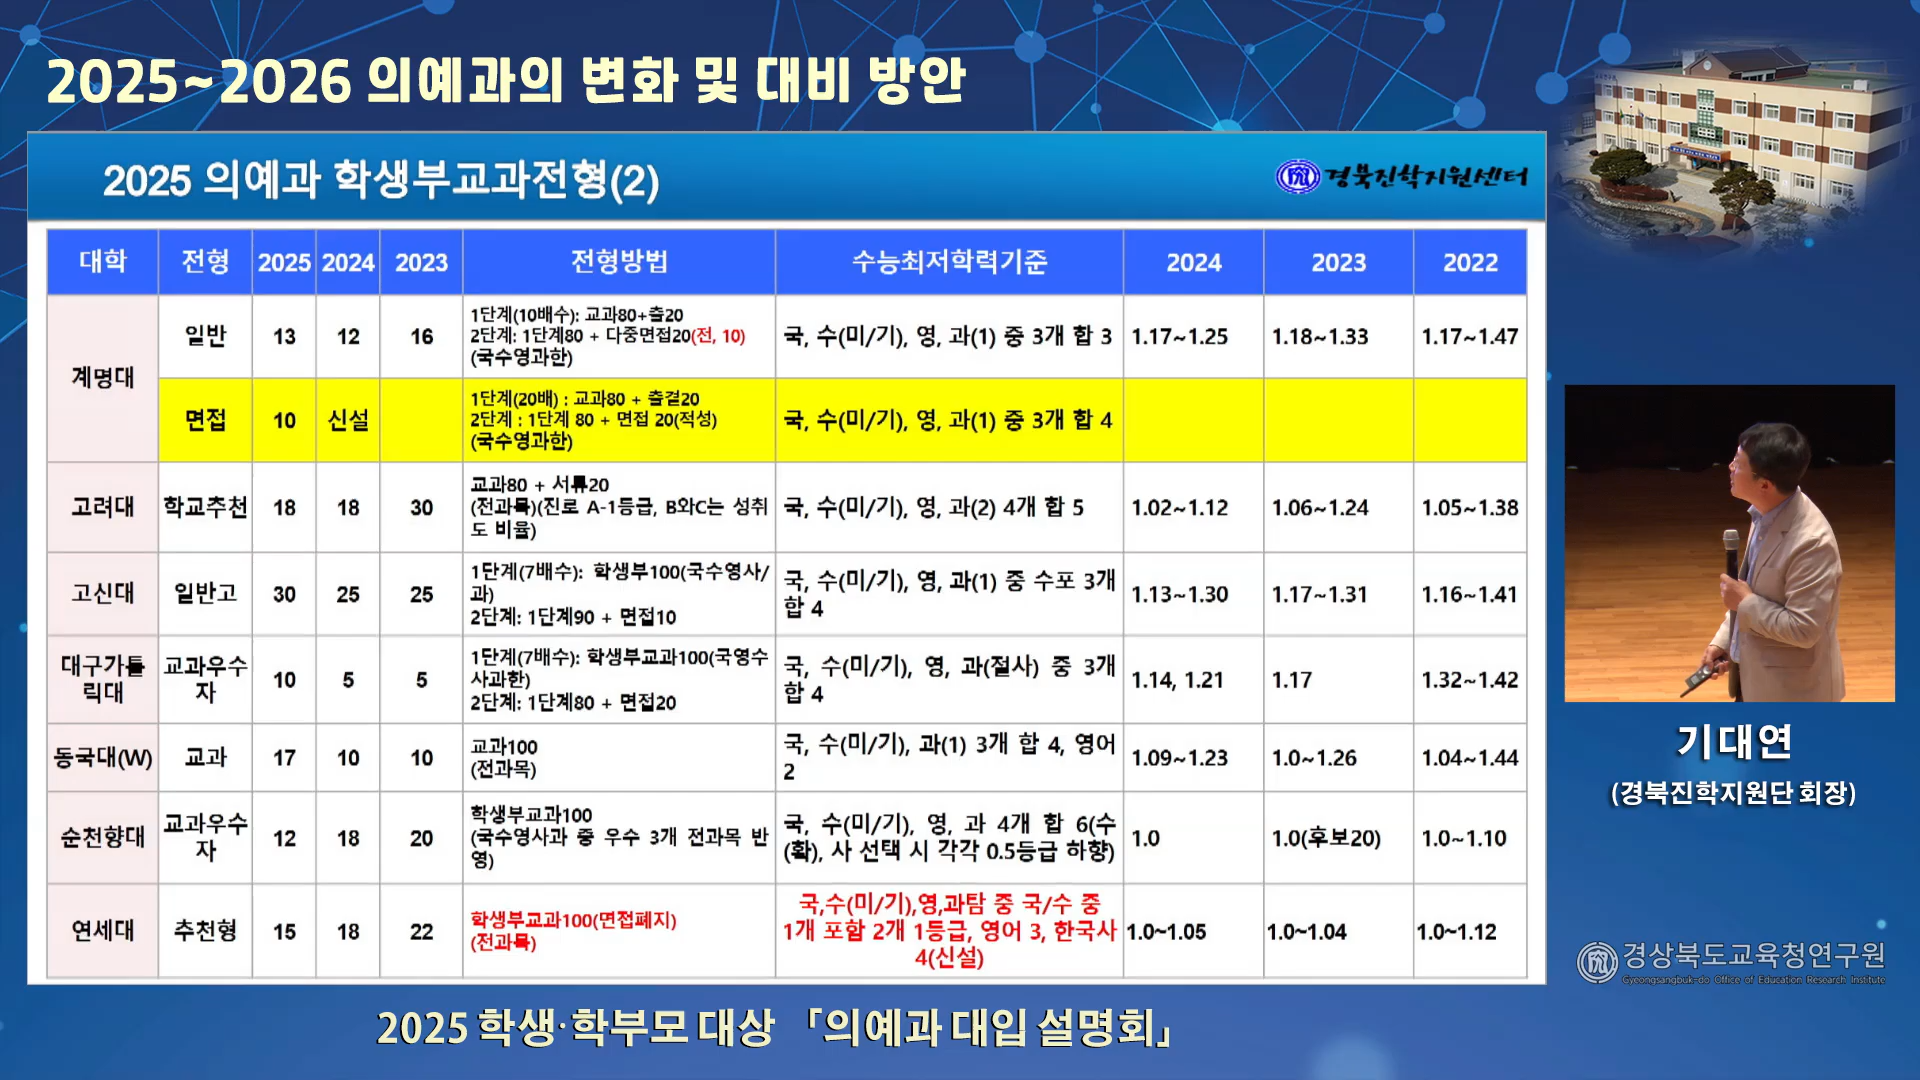 2025~2026 의예과의 변화 및 대비 방안
2025 의예과 학생부교과전형(2)
경북진학지원센터
대학 전형 2025 2024 2023 전형방법 수능최저학력기준 2024 2023 2022
계명대
일반 13 12 16
1단계(10배수): 교과80+출20
2단계: 1단계80 + 다중면접20(전, 10)
(국수영과한)
국, 수(미/기), 영, 과(1) 중 3개 합 3
1.17~1.25 1.18~1.33 1.17~1.47
면접 10 신설
1단계(20배) : 교과80 + 출결20
2단계 : 1단계 80 + 면접 20(적성)
(국수영과한)
국, 수(미/기), 영, 과(1) 중 3개 합 4
고려대 학교추천 18 18 30
교과80 + 서류20
(전과목)(진로 A-1등급, B와C는 성취
도 비율)
국, 수(미/기), 영, 과(2) 4개 합 5
1.02~1.12 1.06~1.24 1.05~1.38
고신대 일반고 30 25 25
1단계(7배수): 학생부100(국수영사/
과)
2단계: 1단계90 + 면접10
국, 수(미/기), 영, 과(1) 중 수포 3개
합 4
1.13~1.30 1.17~1.31 1.16~1.41
대구가톨
릭대
교과우수
자
10 5 5
1단계(7배수): 학생부교과100(국영수
사과한)
2단계: 1단계80 + 면접20
국, 수(미/기), 영, 과(절사) 중 3개
합 4
1.14, 1.21 1.17 1.32~1.42
동국대(W) 교과 17 10 10
교과100
(전과목)
국, 수(미/기), 과(1) 3개 합 4, 영어
2
1.09~1.23 1.0~1.26 1.04~1.44
순천향대
교과우수
자
12 18 20
학생부교과100
(국수영사과 중 우수 3개 전과목 반
영)
국, 수(미/기), 영, 과 4개 합 6(수
(확), 사 선택 시 각각 0.5등급 하향)
1.0 1.0(후보20) 1.0~1.10
연세대 추천형 15 18 22
학생부교과100(면접폐지)
(전과목)
국,수(미/기),영,과탐 중 국/수 중
1개 포함 2개 1등급, 영어 3, 한국사
4(신설)
1.0~1.05 1.0~1.04 1.0~1.12
기대연
(경북진학지원단 회장)
경상북도교육청연구원
Gyeongsangbuk-do Office of Education Research Institute
2025 학생·학부모 대상 「의예과 대입 설명회」